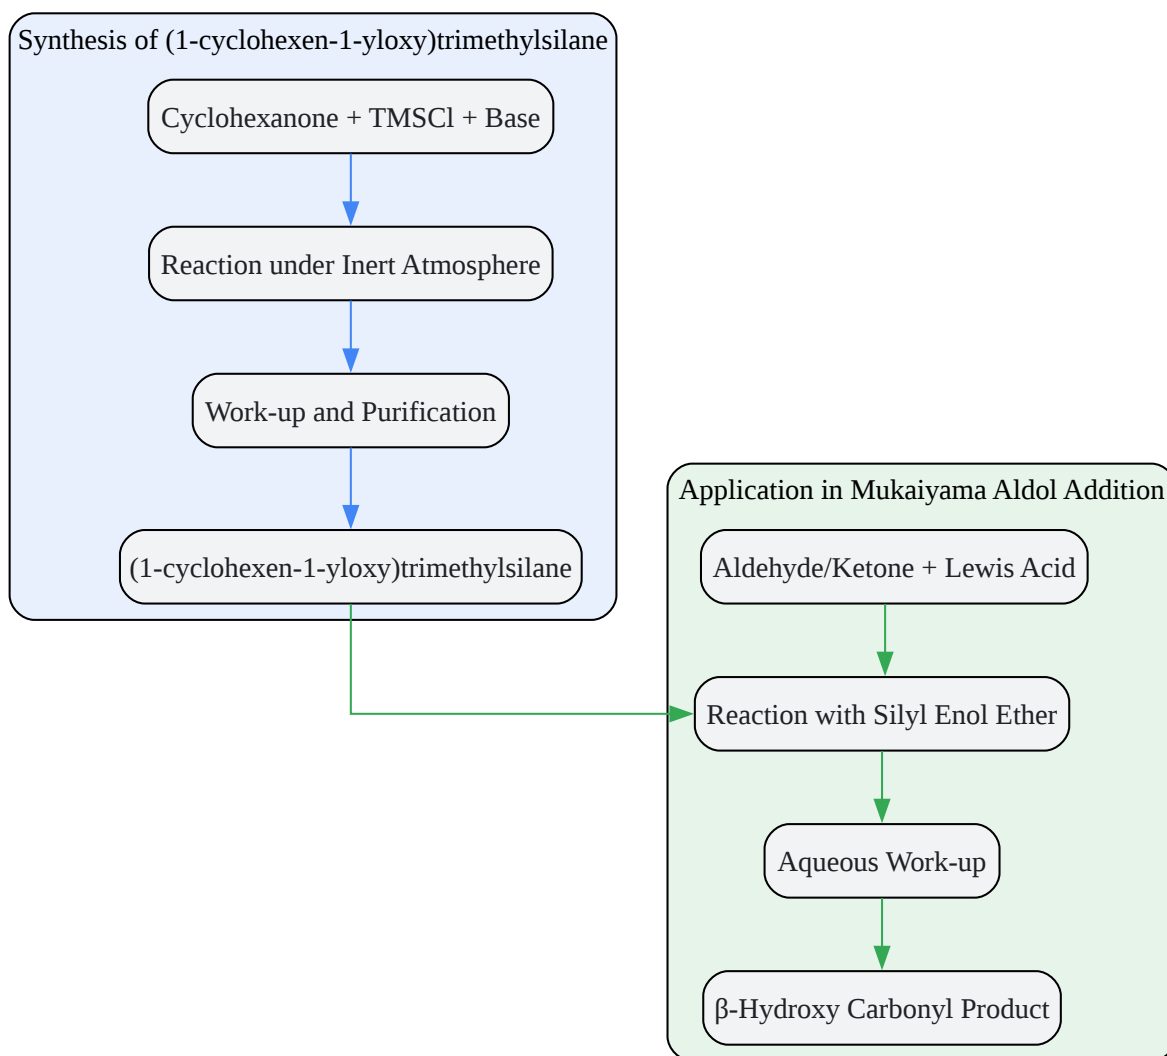 Synthesis of (1-cyclohexen-1-yloxy)trimethylsilane
Cyclohexanone + TMSCl + Base
Reaction under Inert Atmosphere
Work-up and Purification
(1-cyclohexen-1-yloxy)trimethylsilane
Application in Mukaiyama Aldol Addition
Aldehyde/Ketone + Lewis Acid
Reaction with Silyl Enol Ether
Aqueous Work-up
β-Hydroxy Carbonyl Product